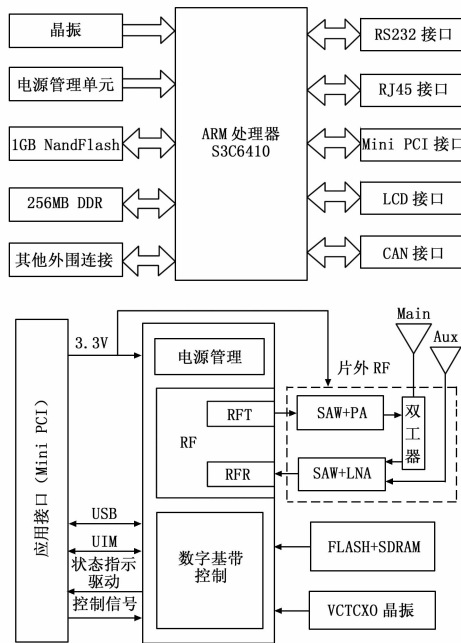 晶振
电源管理单元
1GB NandFlash
256MB DDR
其他外围连接
ARM 处理器
S3C6410
RS232 接口
RJ45 接口
Mini PCI 接口
LCD 接口
CAN 接口
应用接口（Mini PCI）
3.3V
USB
UIM
状态指示
驱动
控制信号
电源管理
RF
RFT
RFR
数字基带
控制
Main
Aux
片外 RF
SAW+PA
SAW+LNA
双工器
FLASH+SDRAM
VCTCXO 晶振